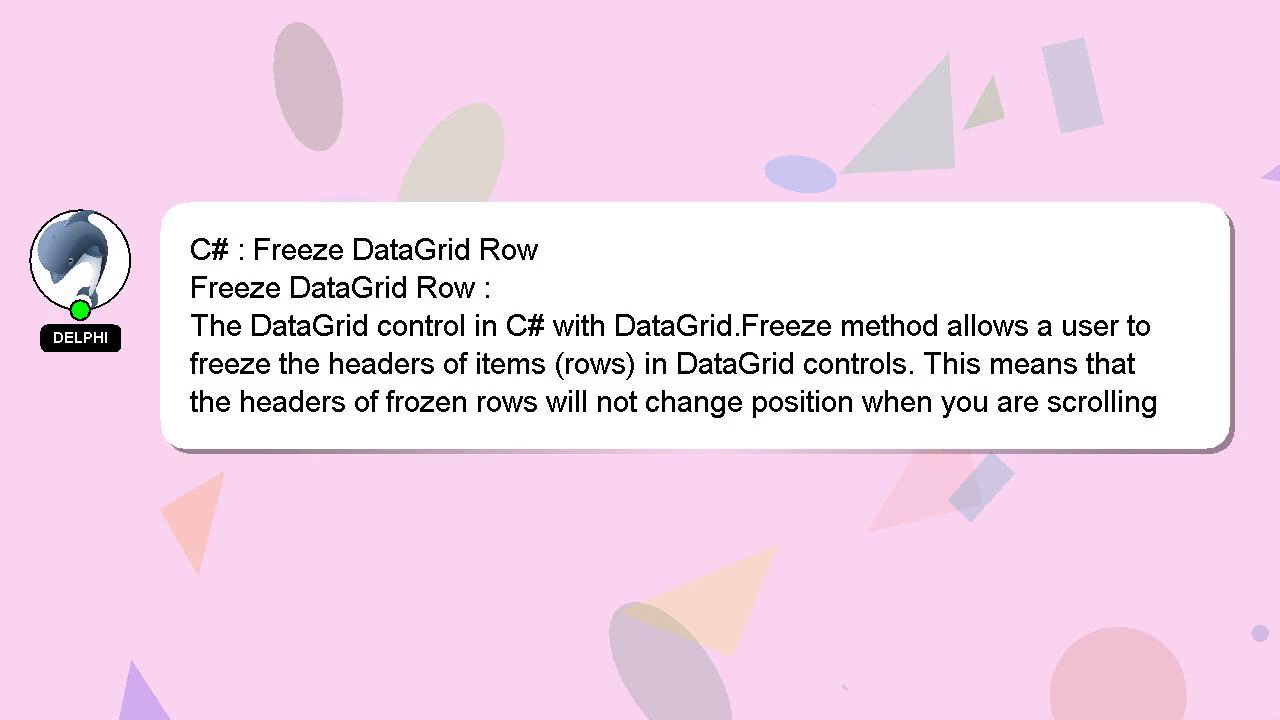 C# : Freeze DataGrid Row
Freeze DataGrid Row :
The DataGrid control in C# with DataGrid.Freeze method allows a user to
freeze the headers of items (rows) in DataGrid controls. This means that
the headers of frozen rows will not change position when you are scrolling
DELPHI